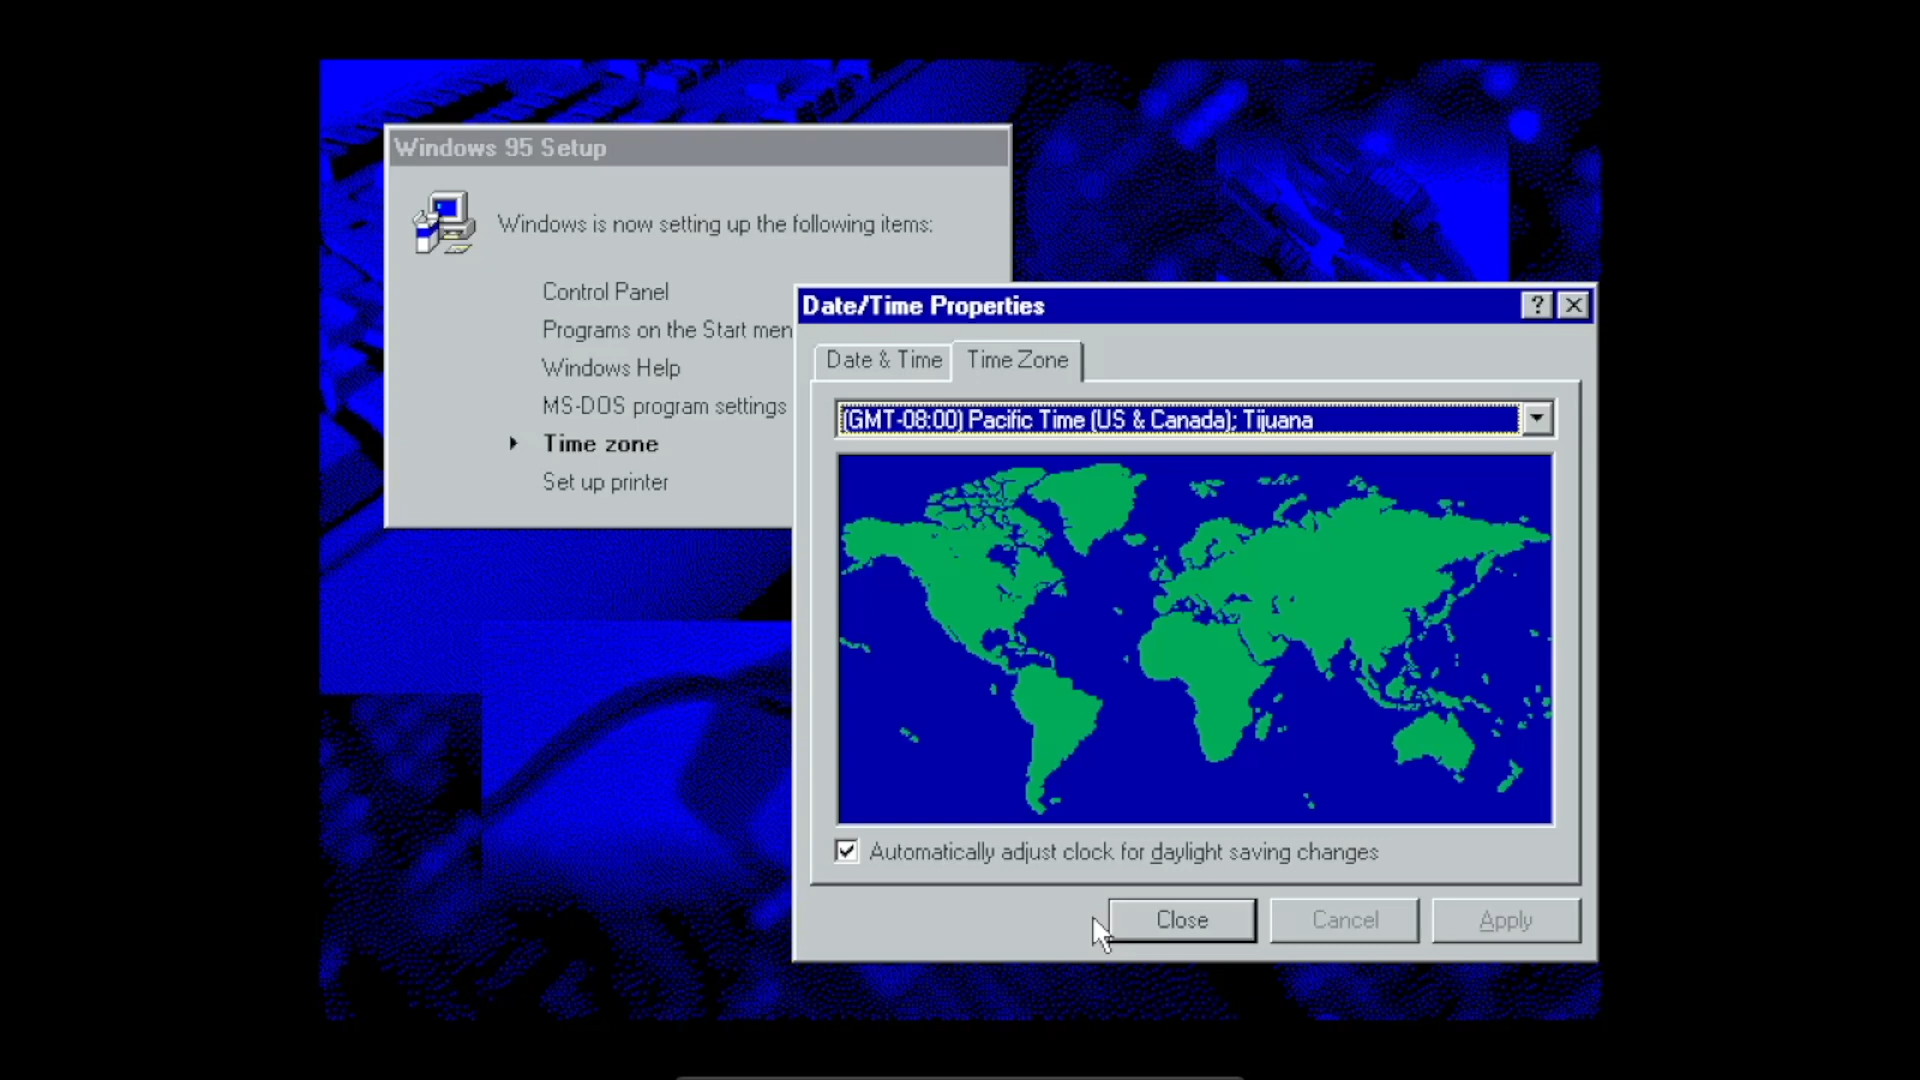 Windows 95 Setup
Windows is now setting up the following items:
Control Panel
Programs on the Start men
Windows Help
MS-DOS program settings
Time zone
Set up printer
Date/Time Properties
?
Date & Time
Time Zone
(GMT-08:00) Pacific Time (US & Canada); Tijuana
Automatically adjust clock for daylight saving changes
Close
Cancel
Apply